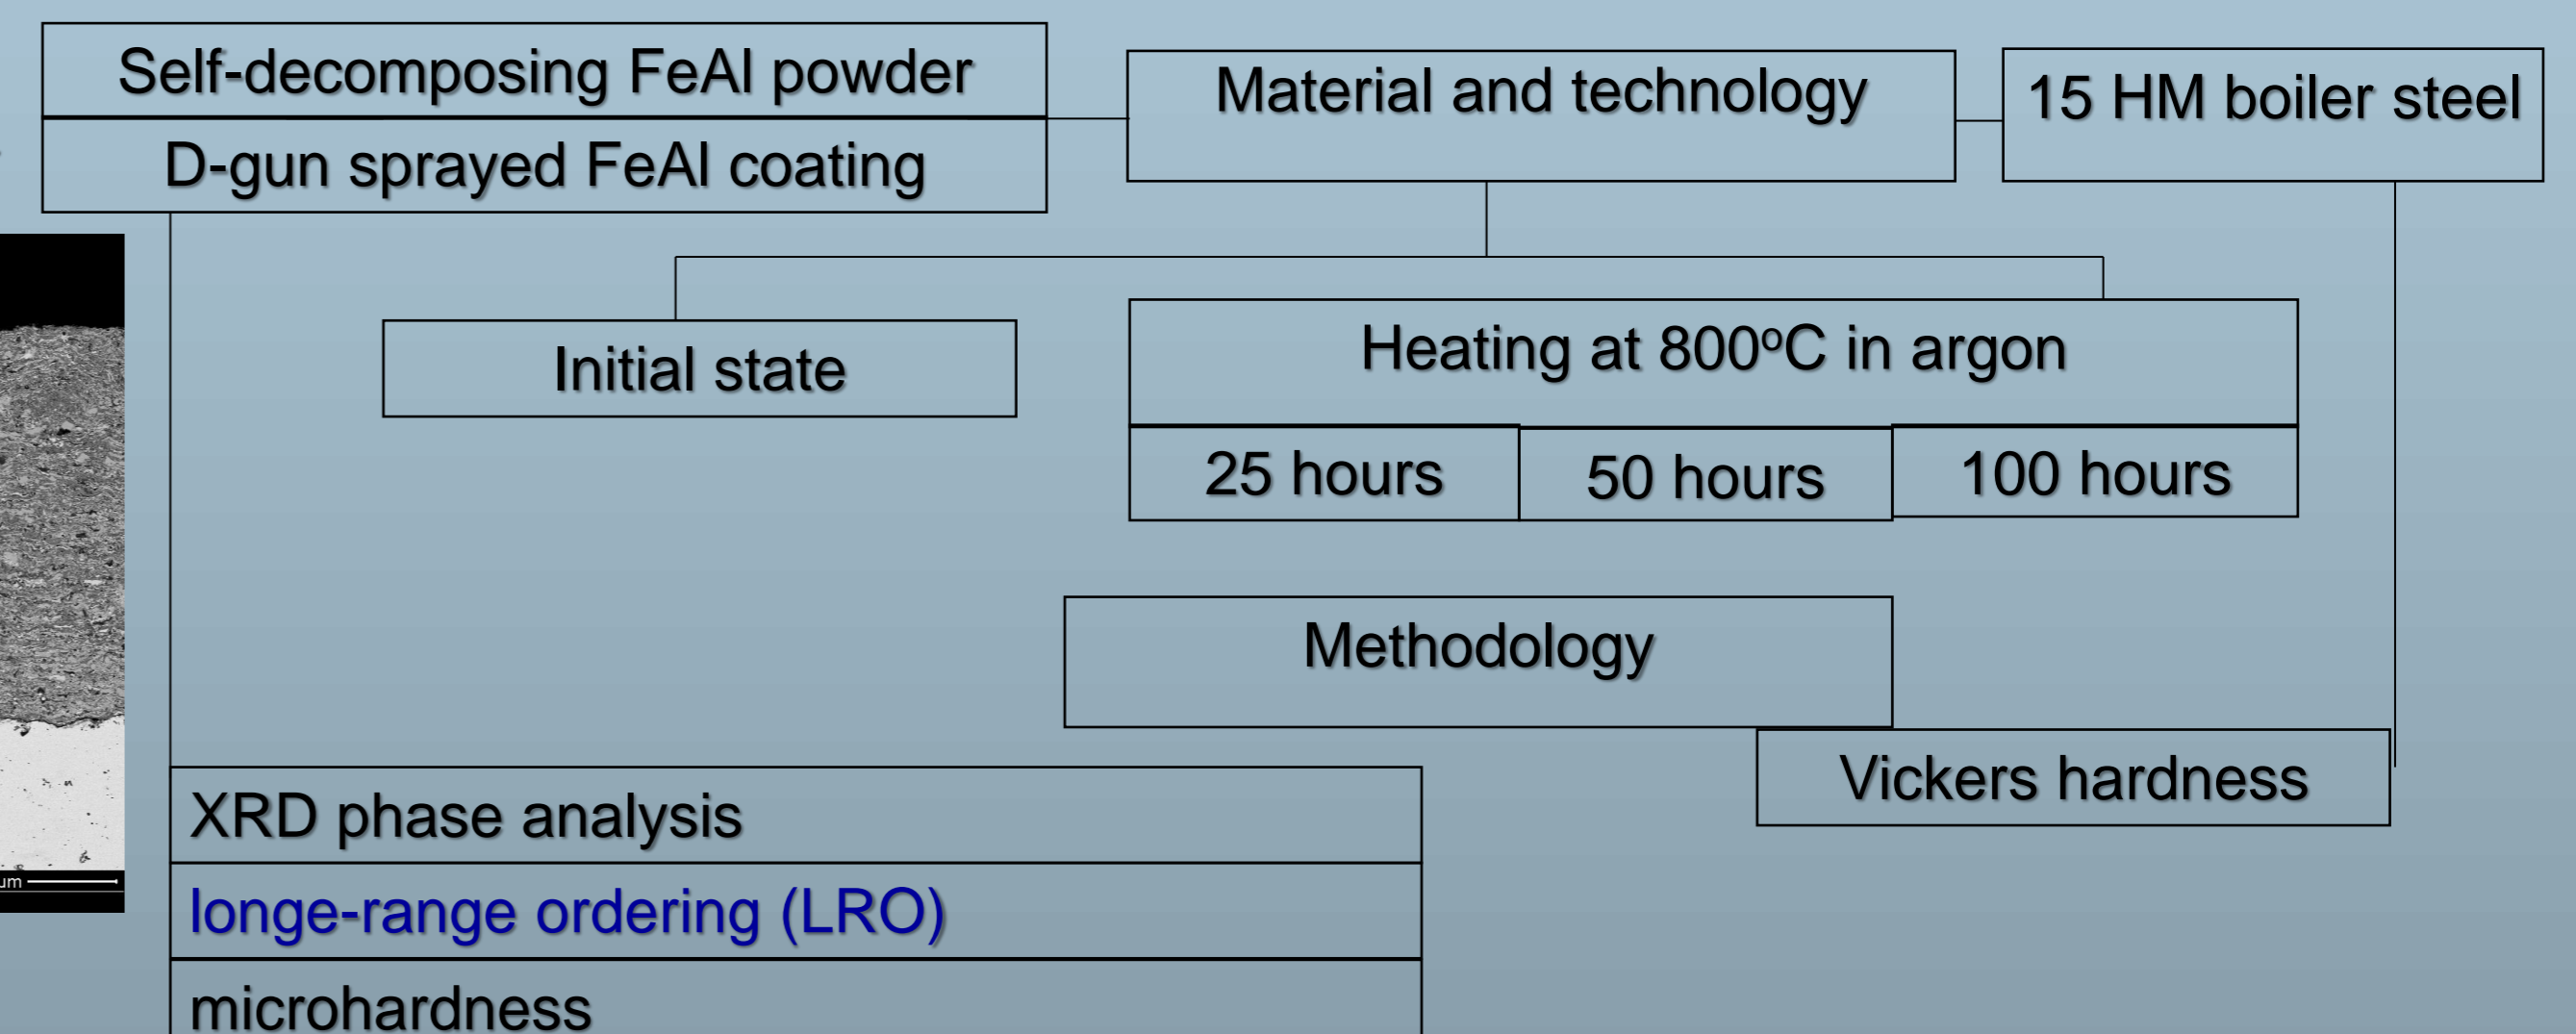 Self-decomposing FeAl powder
D-gun sprayed FeAl coating
Material and technology
15 HM boiler steel
Initial state
Heating at 800°C in argon
25 hours
50 hours
100 hours
Methodology
Vickers hardness
XRD phase analysis
longe-range ordering (LRO)
microhardness
um